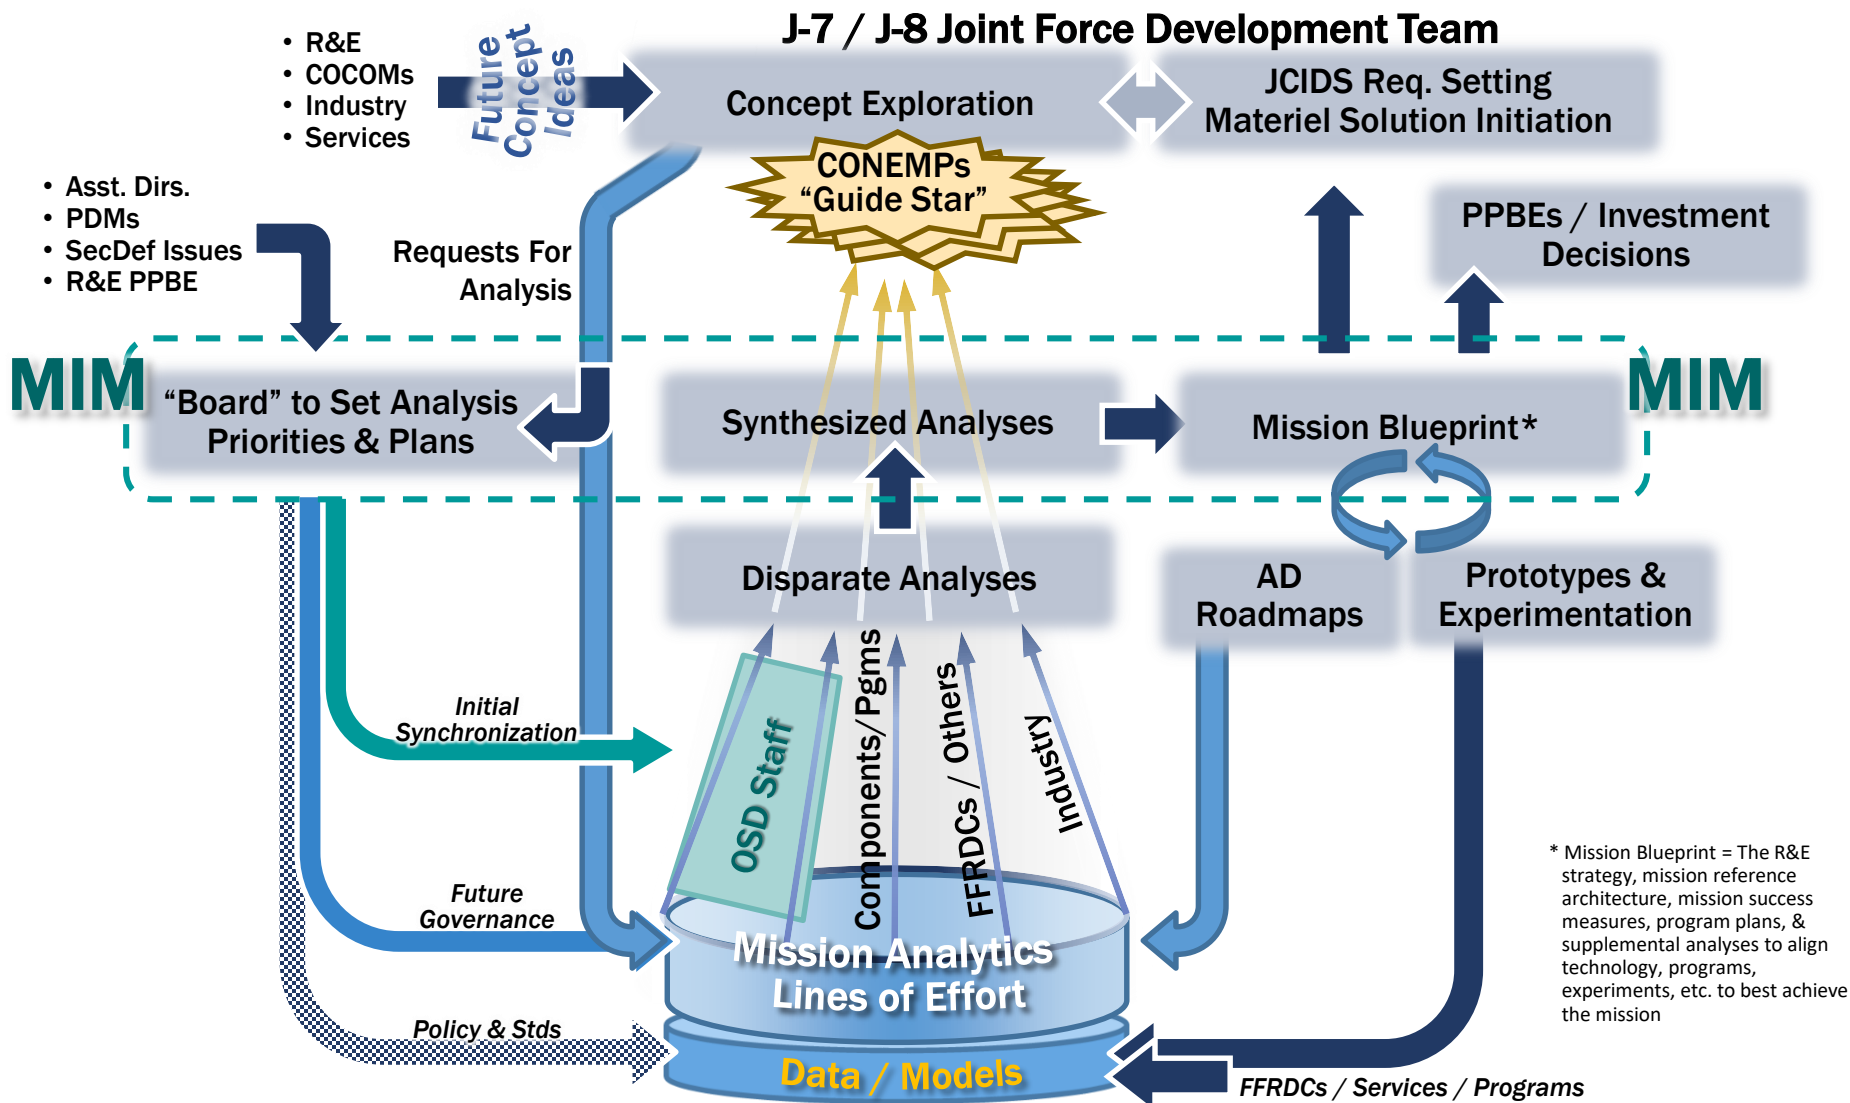 J-7 / J-8 Joint Force Development Team
• R&E
• COCOMs
• Industry
• Services
Future
Concept
Ideas
Concept Exploration
JCIDS Req. Setting
Materiel Solution Initiation
CONEMPs
“Guide Star”
• Asst. Dirs.
• PDMs
• SecDef Issues
• R&E PPBE
Requests For
Analysis
PPBEs / Investment
Decisions
MIM
“Board” to Set Analysis
Priorities & Plans
Synthesized Analyses
Mission Blueprint*
MIM
Disparate Analyses
AD
Roadmaps
Prototypes &
Experimentation
Initial
Synchronization
OSD Staff
Components/Pgms
FFRDCs / Others
Industry
Future
Governance
Mission Analytics
Lines of Effort
Policy & Stds
Data / Models
FFRDCs / Services / Programs
* Mission Blueprint = The R&E
strategy, mission reference
architecture, mission success
measures, program plans, &
supplemental analyses to align
technology, programs,
experiments, etc. to best achieve
the mission